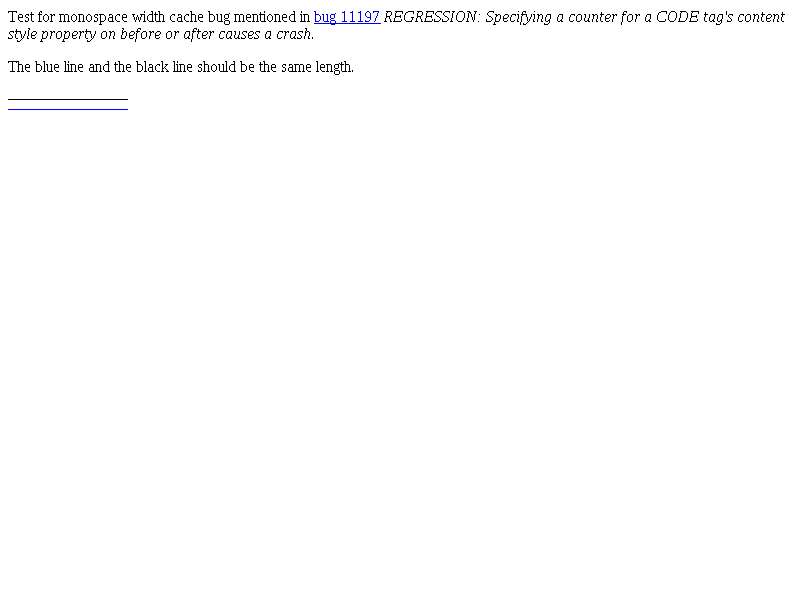 Test for monospace width cache bug mentioned in bug 11197 REGRESSION: Specifying a counter for a CODE tag's content
style property on before or after causes a crash.
The blue line and the black line should be the same length.